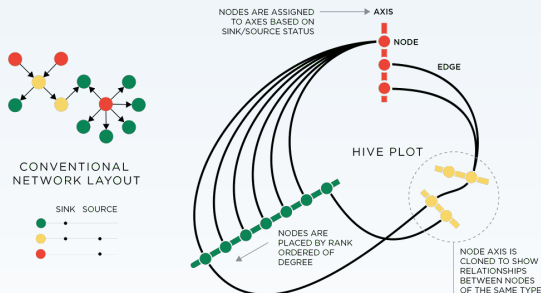 NODES ARE ASSIGNED
TO AXES BASED ON
SINK/SOURCE STATUS
AXIS
NODE
EDGE
HIVE PLOT
CONVENTIONAL
NETWORK LAYOUT
SINK SOURCE
NODES ARE
PLACED BY RANK
ORDERED OF
DEGREE
NODE AXIS IS
CLONED TO SHOW
RELATIONSHIPS
BETWEEN NODES
OF THE SAME TYPE